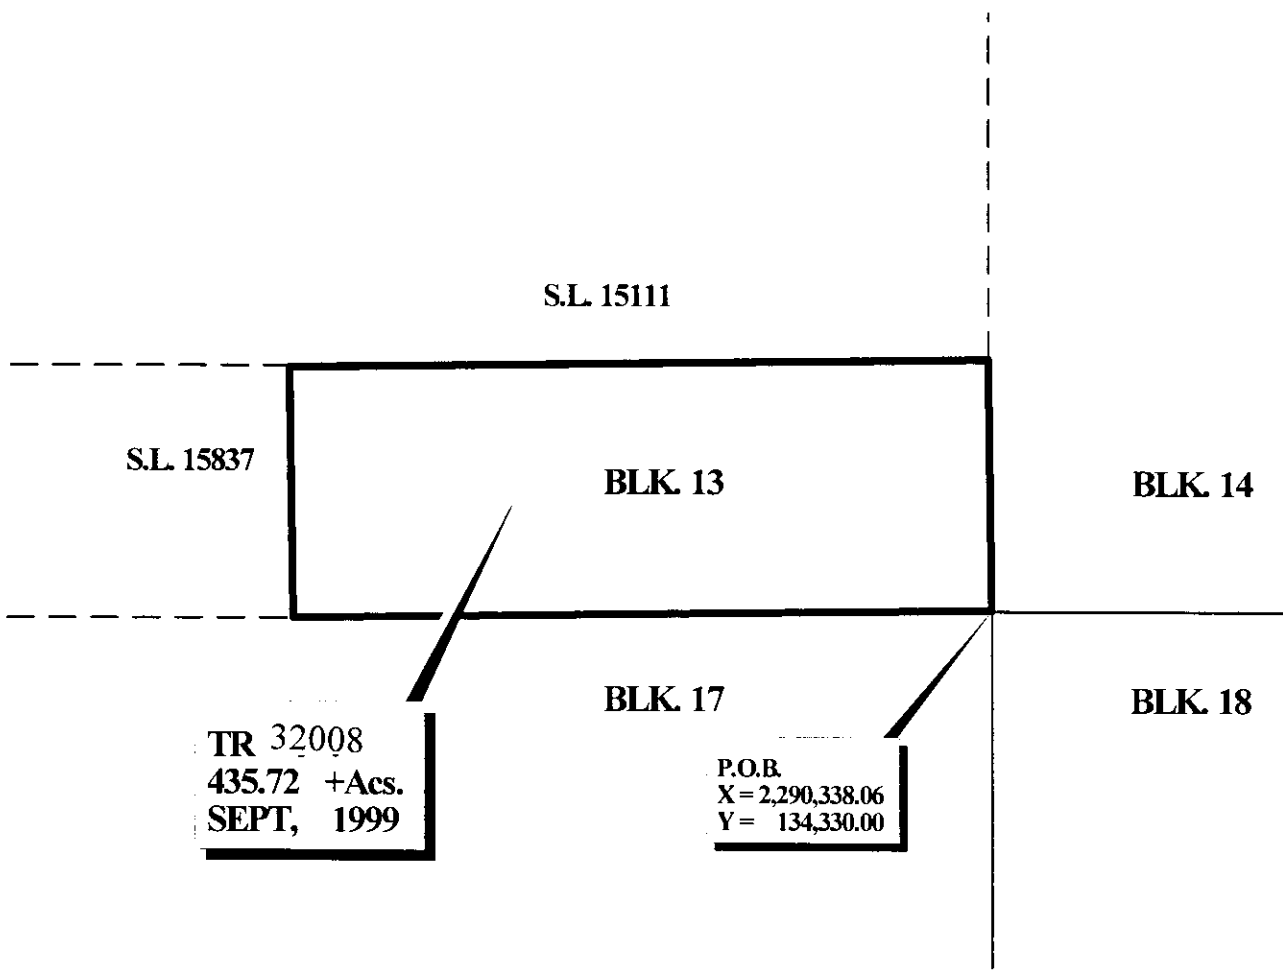 S.L. 15111
S.L. 15837
BLK. 13
BLK. 14
BLK. 17
BLK. 18
TR 32008
435.72 +Acs.
SEPT, 1999
P.O.B.
X = 2,290,338.06
Y = 134,330.00